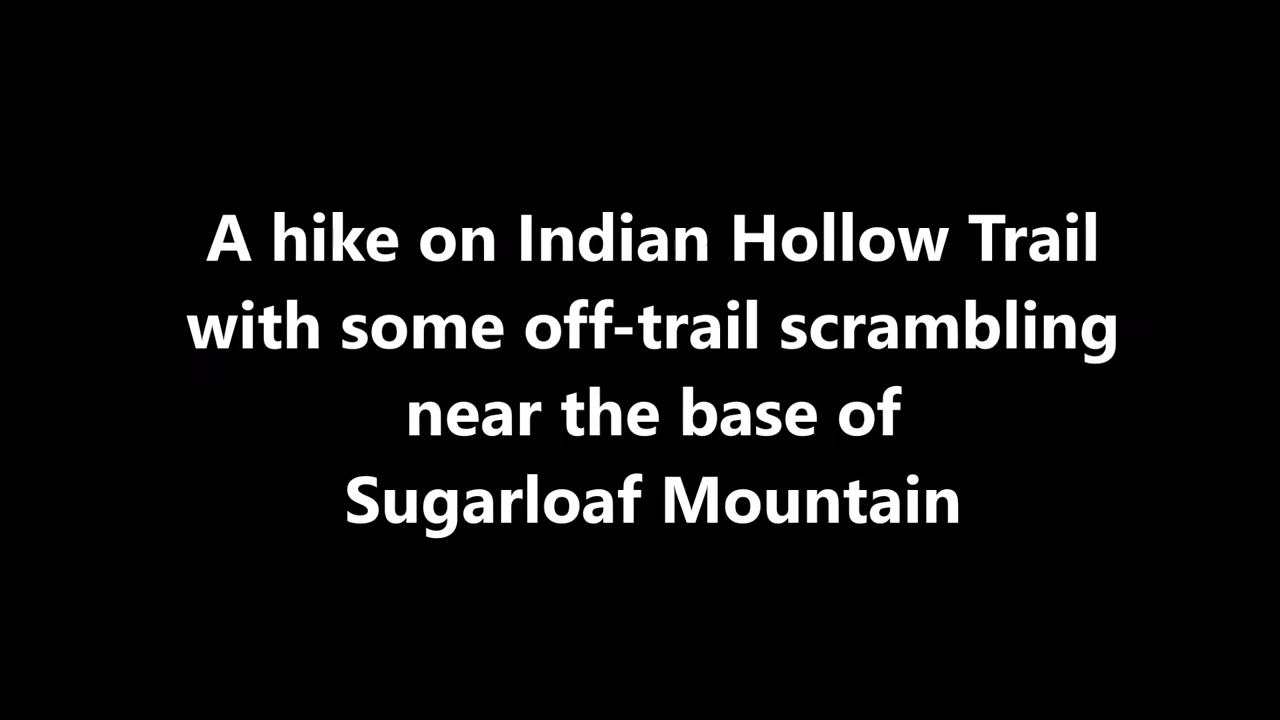 A hike on Indian Hollow Trail
with some off-trail scrambling
near the base of
Sugarloaf Mountain